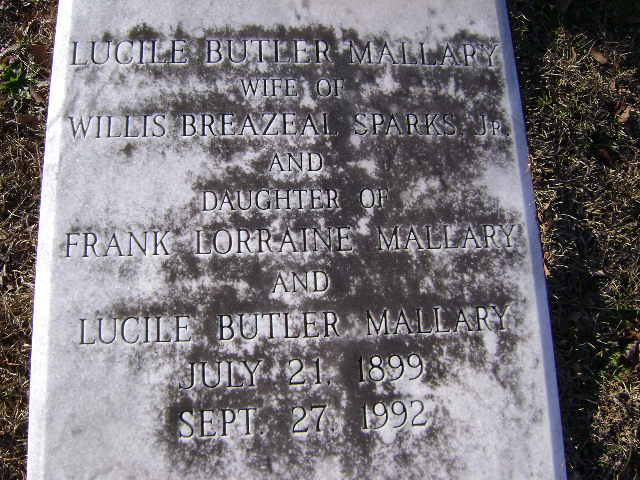 LUCILE BUTLER MALLARY
WIFE OF
WILLIS BREAZEAL SPARKS, JR.
AND
DAUGHTER OF
FRANK LORRAINE MALLARY
AND
LUCILE BUTLER MALLARY
JULY 21, 1899
SEPT. 27, 1992